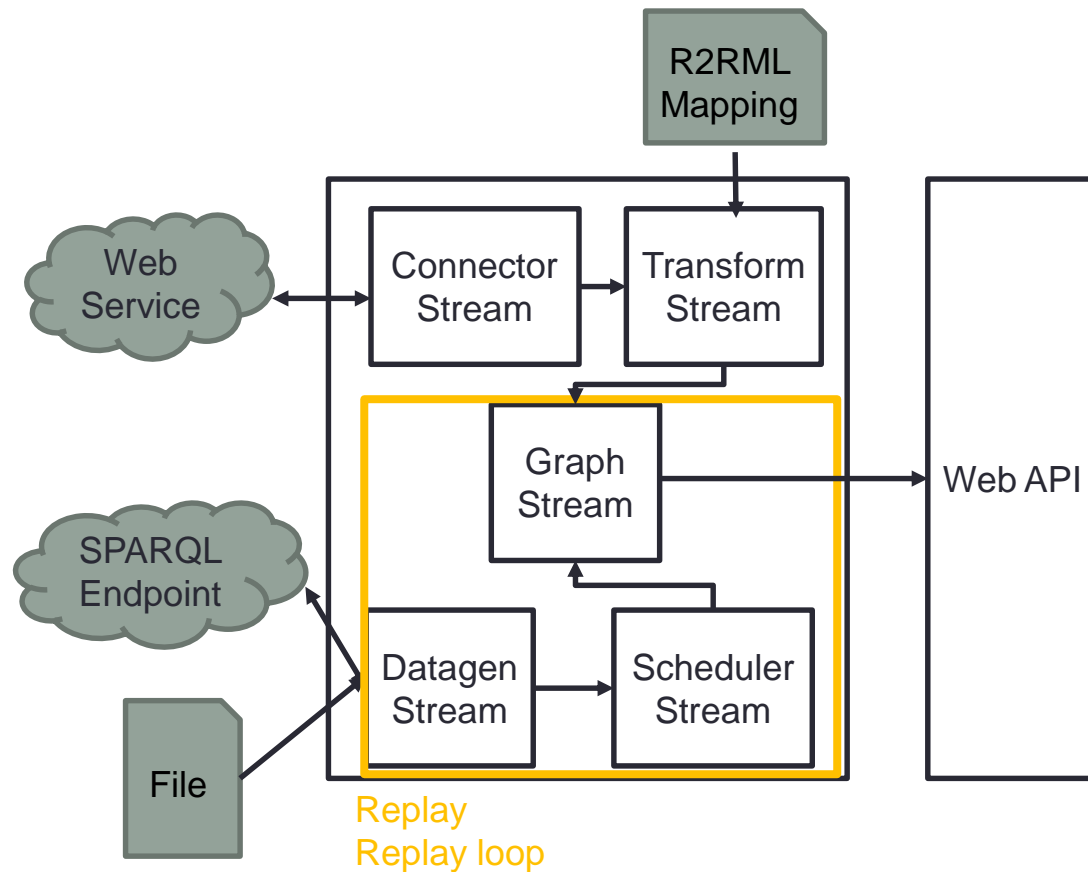 R2RML
Mapping
Web
Service
Connector
Stream
Transform
Stream
Graph
Stream
Web API
SPARQL
Endpoint
Datagen
Stream
Scheduler
Stream
File
Replay
Replay loop